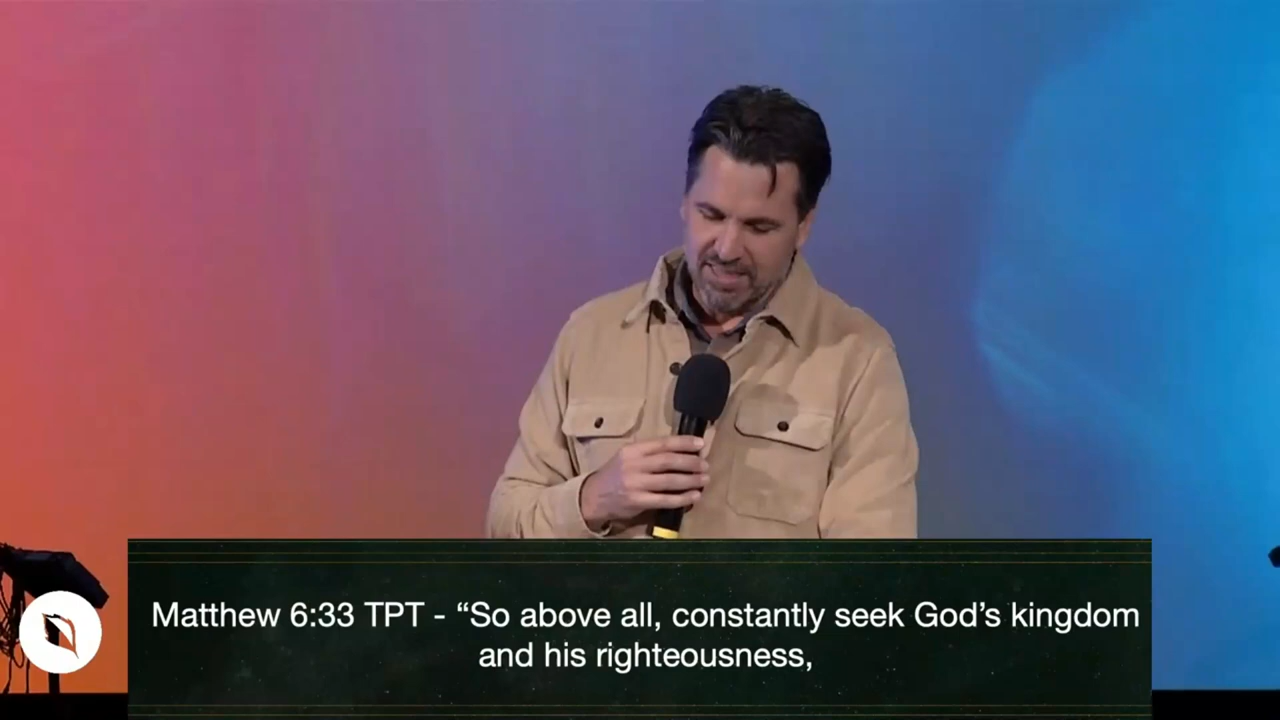 Matthew 6:33 TPT - “So above all, constantly seek God’s kingdom
and his righteousness,